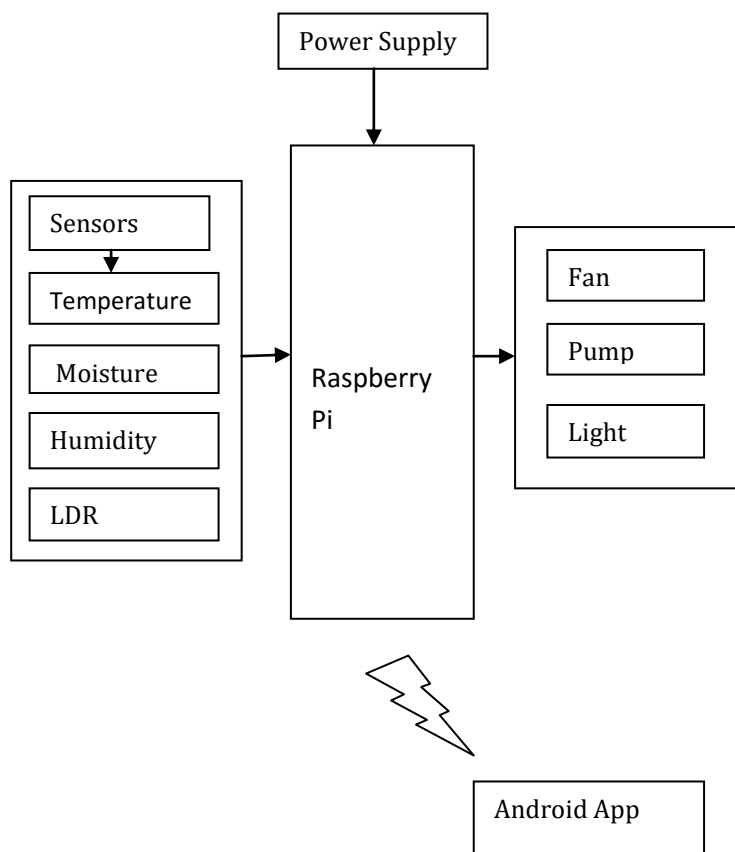 Power Supply
Sensors
Temperature
Moisture
Humidity
LDR
Raspberry
Pi
Fan
Pump
Light
Android App